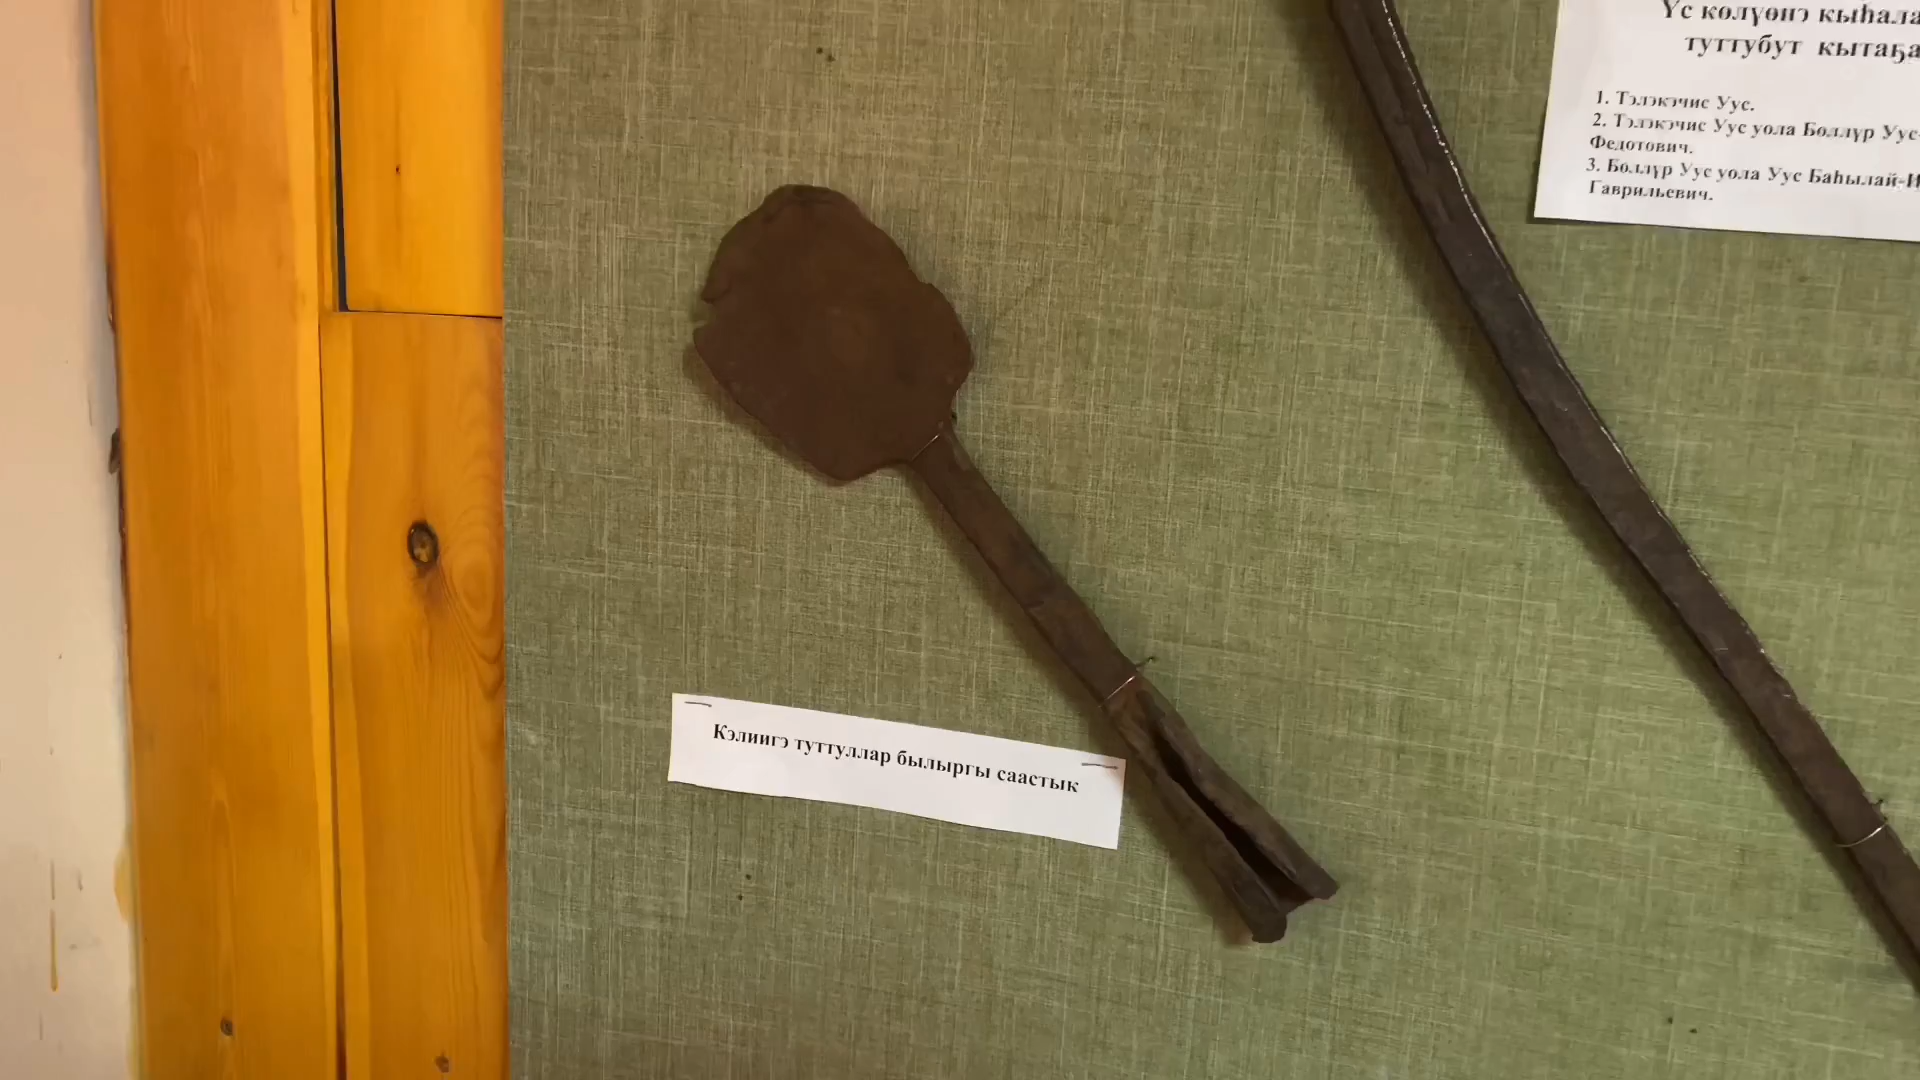 Үс көлүөнэ кыһала
туттубут кытаҕа
1. Тэлэкэчис Уус.
2. Тэлэкэчис Уус уола Бөллүр Уус-
Федотович.
3. Бөллүр Уус уола Уус Баһылай-И
Гаврильевич.
Кэлиигэ туттуллар былыргы саастык